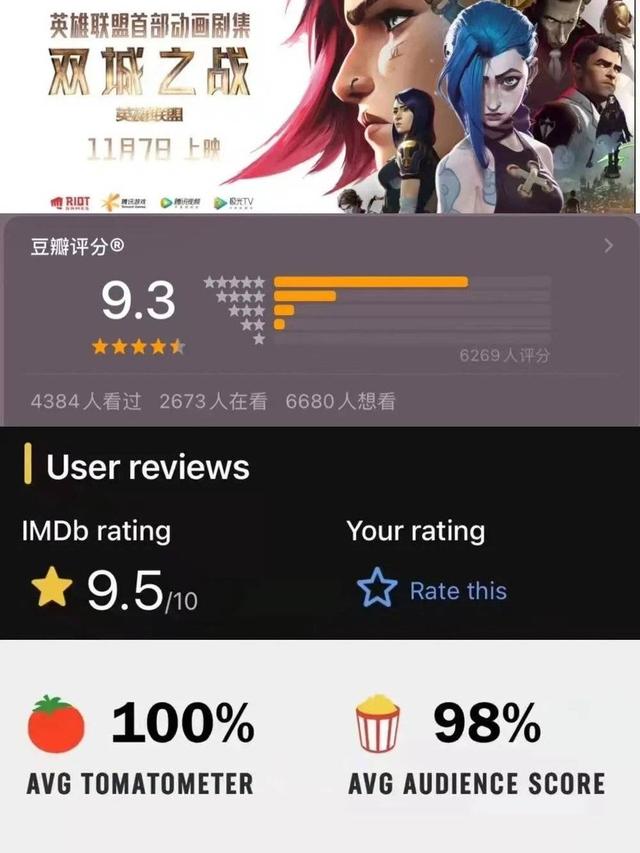 英雄联盟首部动画剧集
双城之战
英雄联盟
11月7日 上映
RIOT GAMES 腾讯游戏 Tencent Games 腾讯视频 极光TV
豆瓣评分®
9.3
6269人评分
4384人看过 2673人在看 6680人想看
User reviews
IMDb rating Your rating
9.5/10 Rate this
100% 98%
AVG TOMATOMETER AVG AUDIENCE SCORE